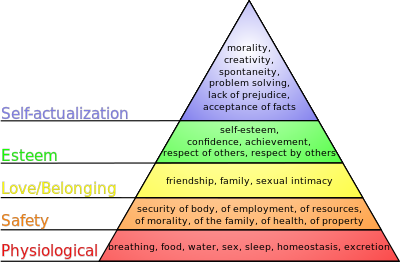 morality,
creativity,
spontaneity,
problem solving,
lack of prejudice,
acceptance of facts
Self-actualization
self-esteem,
confidence, achievement,
respect of others, respect by others
Esteem
friendship, family, sexual intimacy
Love/Belonging
security of body, of employment, of resources,
of morality, of the family, of health, of property
Safety
breathing, food, water, sex, sleep, homeostasis, excretion
Physiological